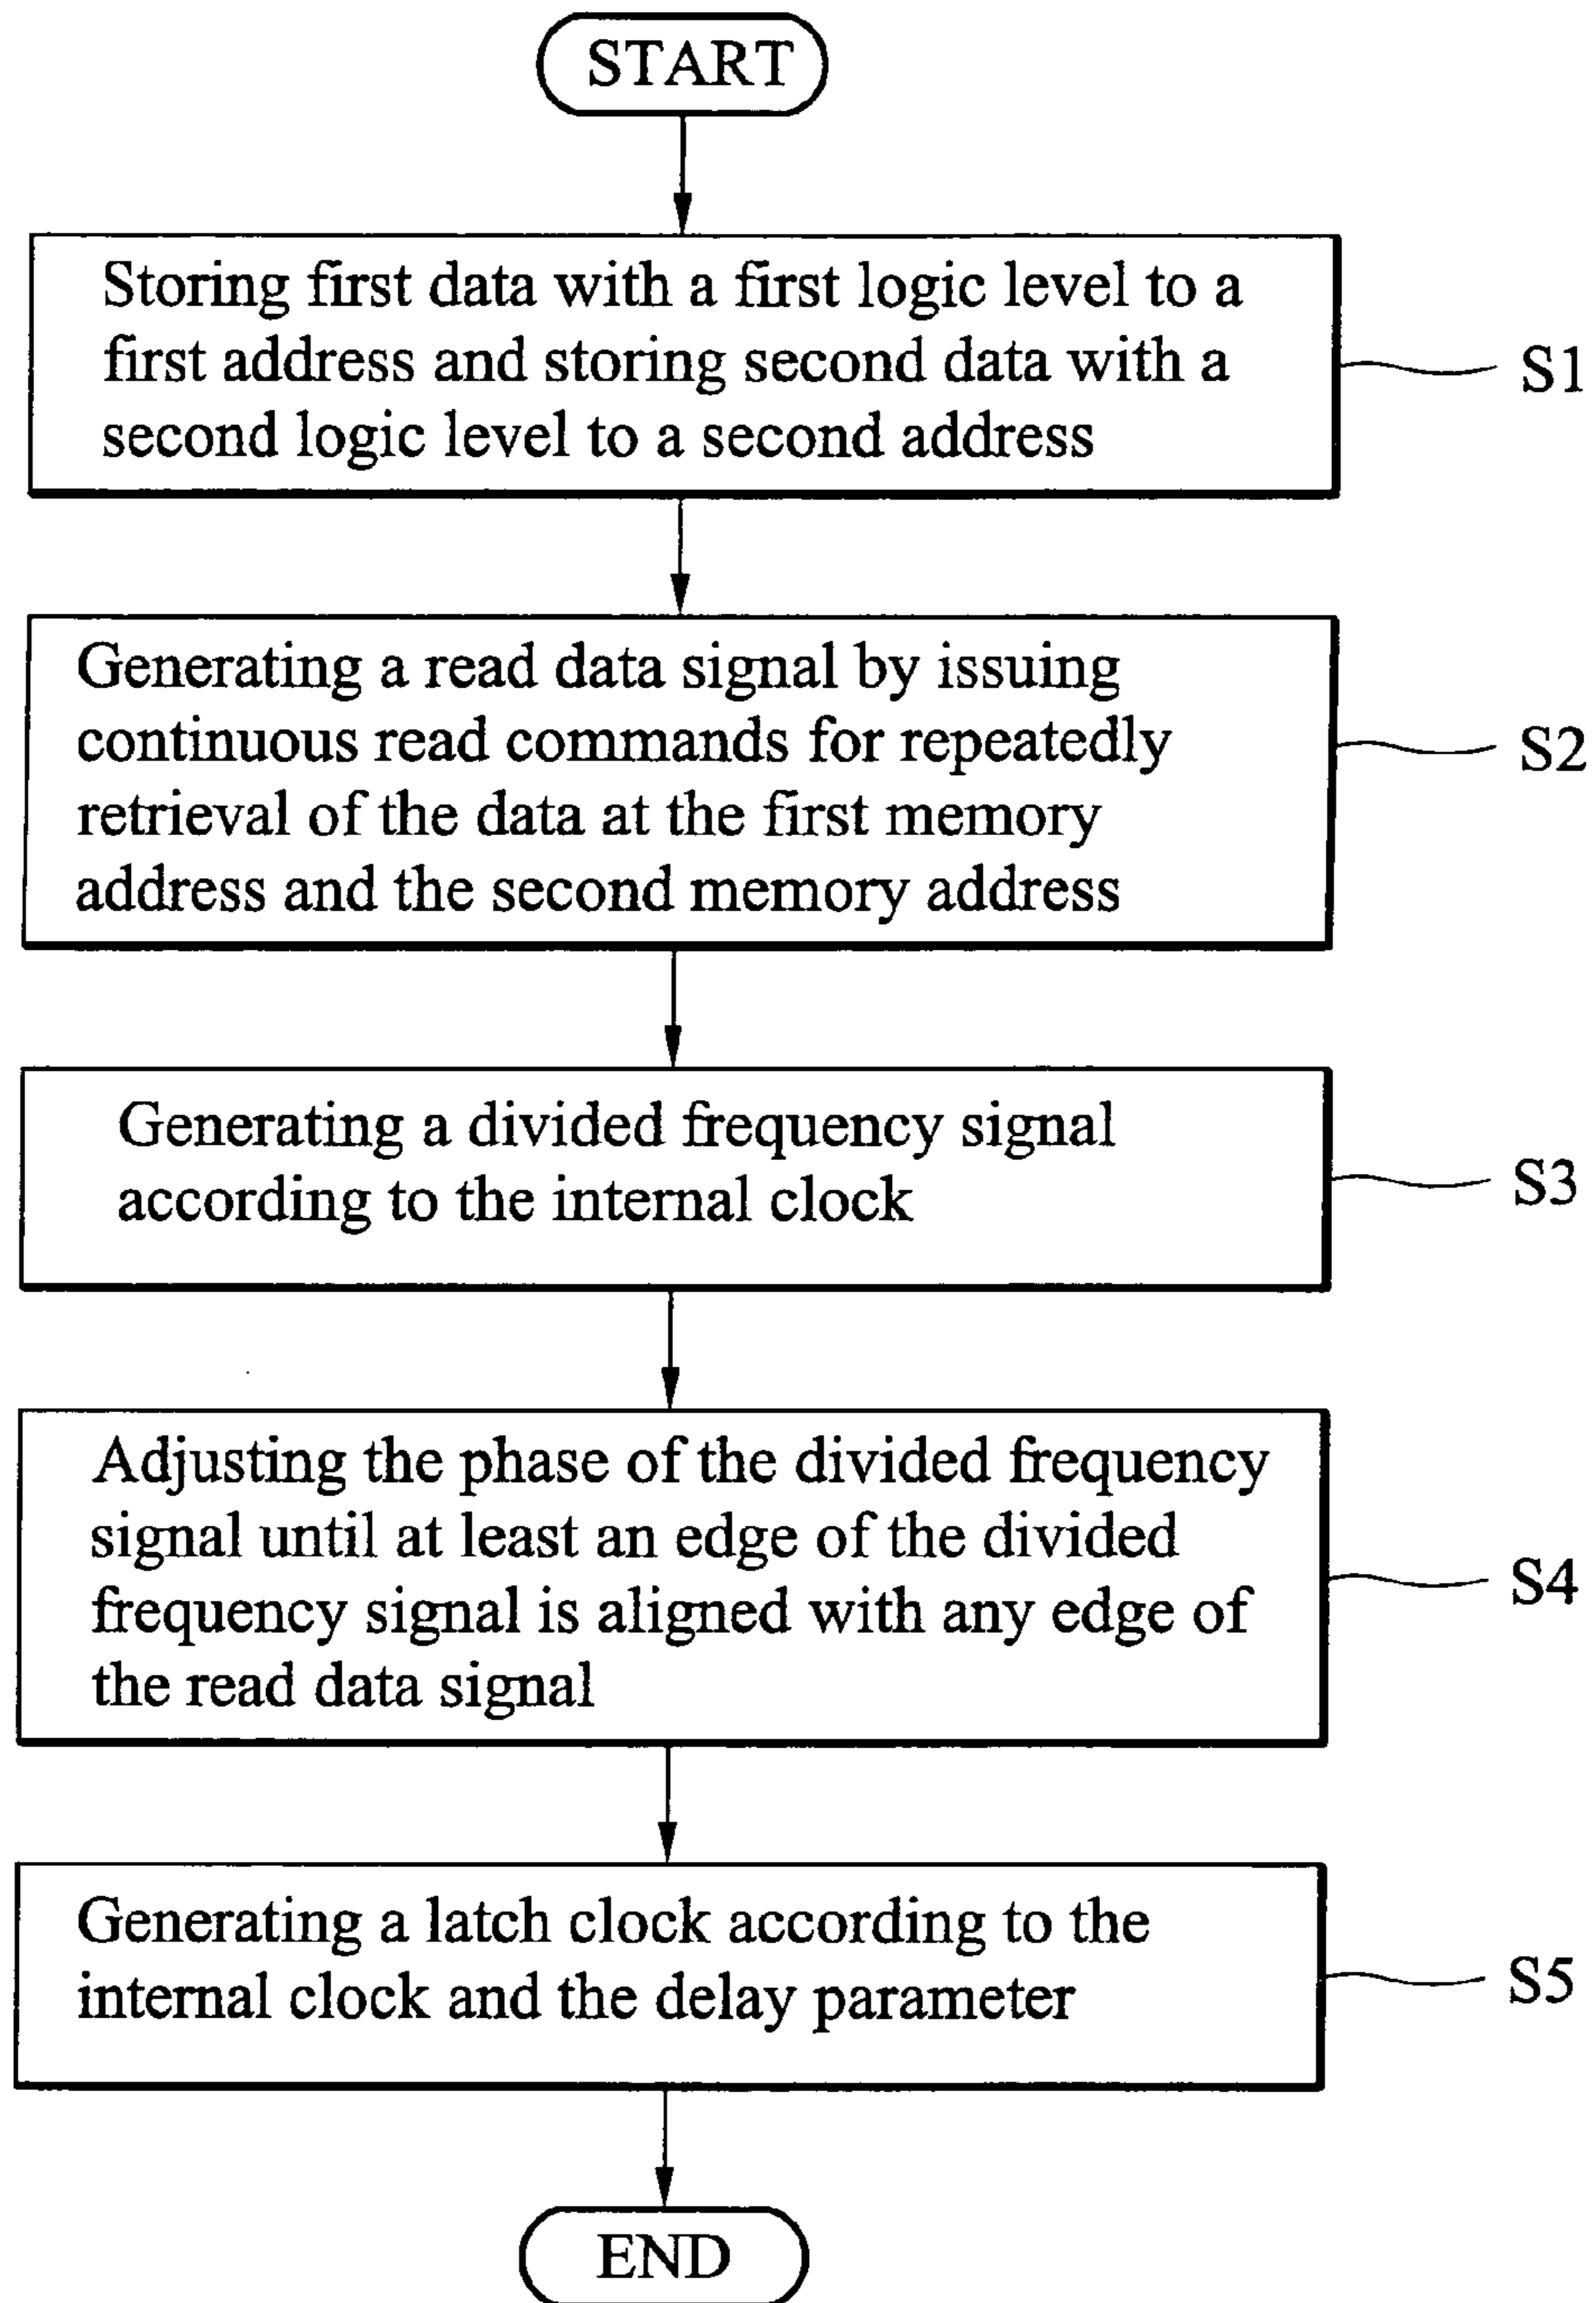 START
Storing first data with a first logic level to a
first address and storing second data with a
second logic level to a second address
S1
Generating a read data signal by issuing
continuous read commands for repeatedly
retrieval of the data at the first memory
address and the second memory address
S2
Generating a divided frequency signal
according to the internal clock
S3
Adjusting the phase of the divided frequency
signal until at least an edge of the divided
frequency signal is aligned with any edge of
the read data signal
S4
Generating a latch clock according to the
internal clock and the delay parameter
S5
END